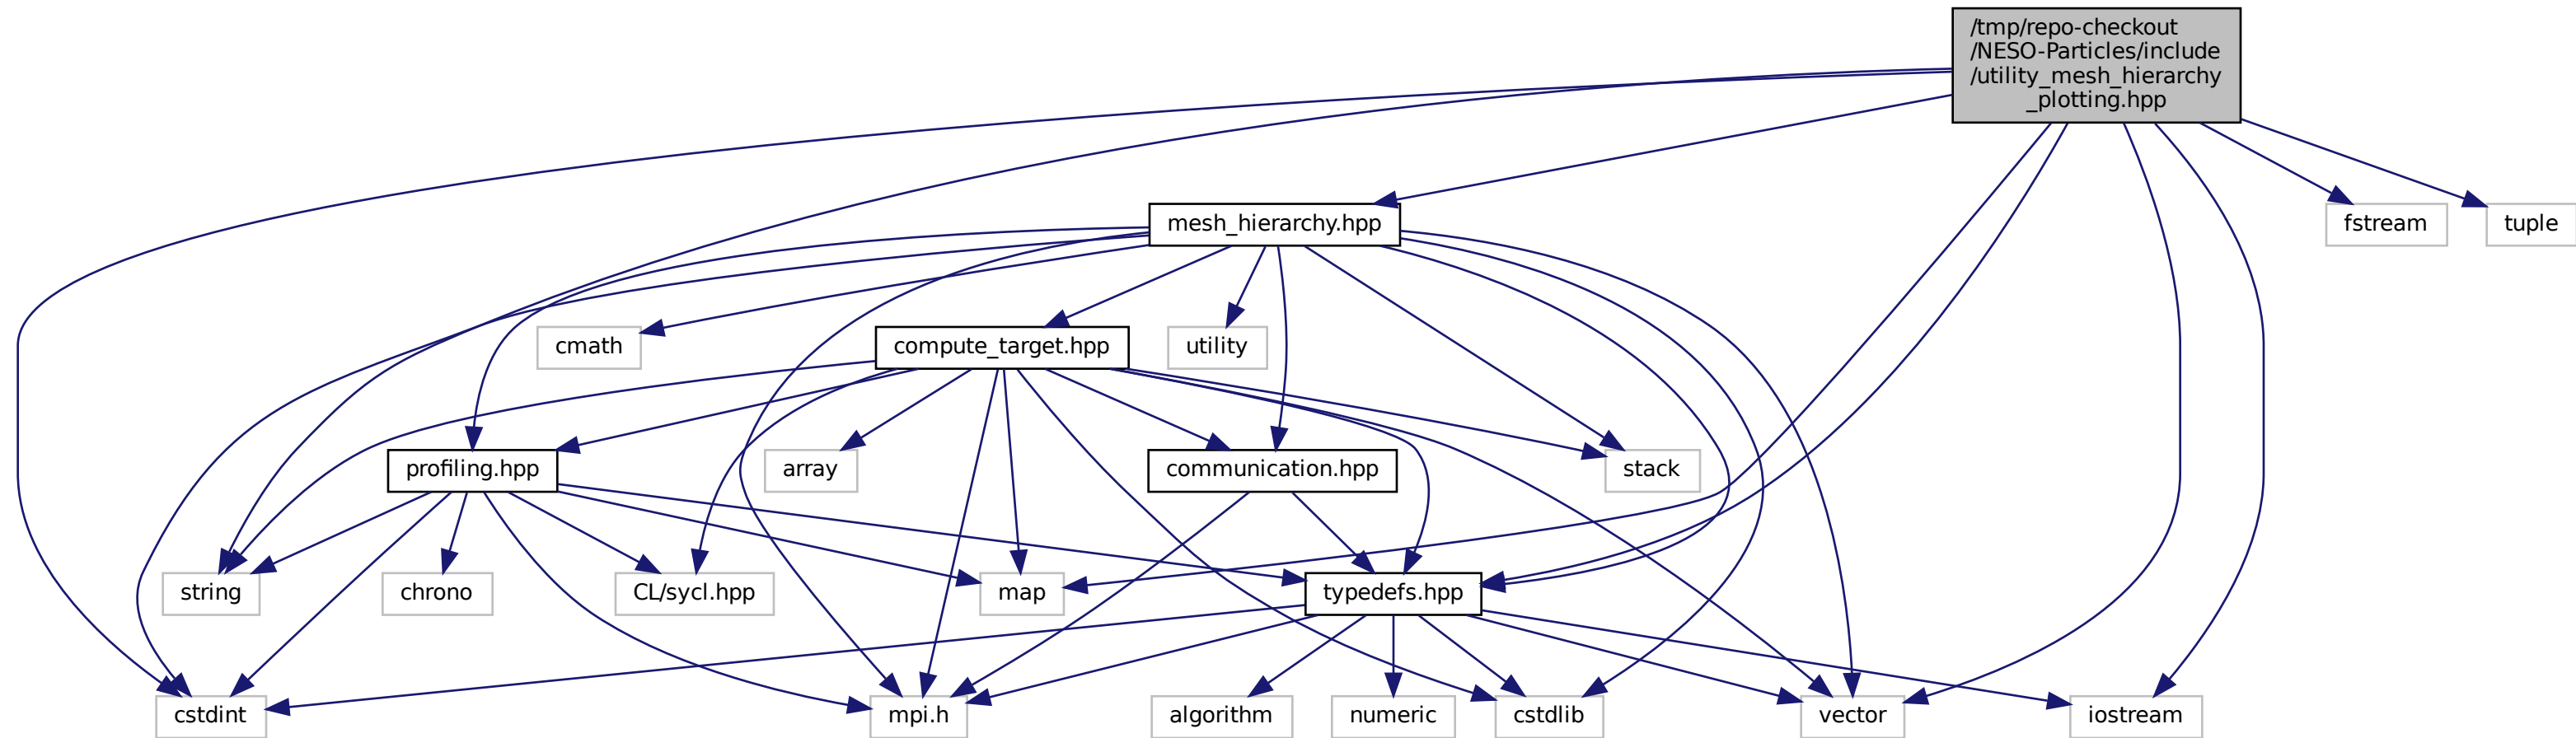 /tmp/repo-checkout
/NESO-Particles/include
/utility_mesh_hierarchy
_plotting.hpp
mesh_hierarchy.hpp
fstream
tuple
cmath
compute_target.hpp
utility
profiling.hpp
array
communication.hpp
stack
string
chrono
CL/sycl.hpp
map
typedefs.hpp
cstdint
mpi.h
algorithm
numeric
cstdlib
vector
iostream